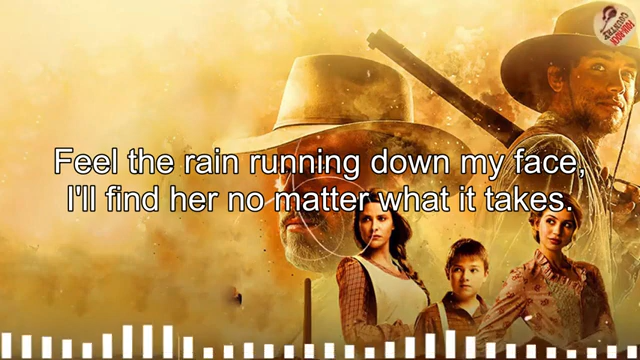 Feel the rain running down my face,
I'll find her no matter what it takes.